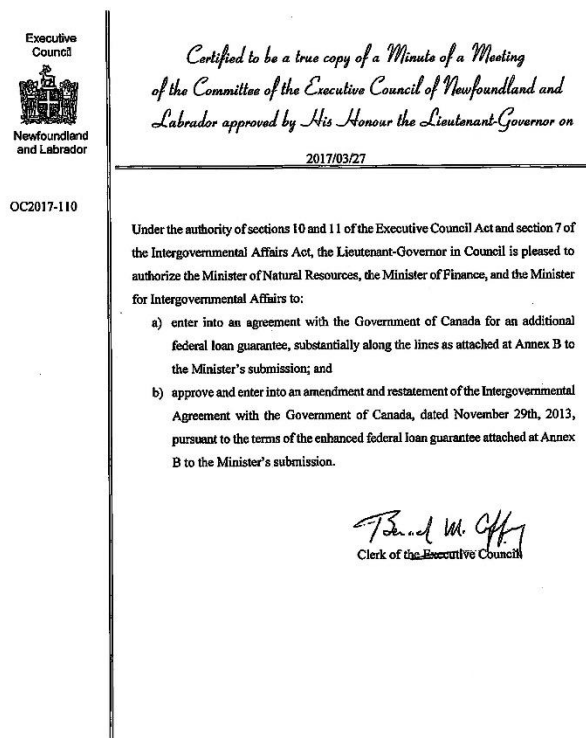 Executive
Council
Newfoundland
and Labrador
OC2017-110
Certified to be a true copy of a Minute of a Meeting
of the Committee of the Executive Council of Newfoundland and
Labrador approved by His Honour the Lieutenant-Governor on
2017/03/27
Under the authority of sections 10 and 11 of the Executive Council Act and section 7 of
the Intergovernmental Affairs Act, the Lieutenant-Governor in Council is pleased to
authorize the Minister of Natural Resources, the Minister of Finance, and the Minister
for Intergovernmental Affairs to:
a) enter into an agreement with the Government of Canada for an additional
federal loan guarantee, substantially along the lines as attached at Annex B to
the Minister's submission; and
b) approve and enter into an amendment and restatement of the Intergovernmental
Agreement with the Government of Canada, dated November 29th, 2013,
pursuant to the terms of the enhanced federal loan guarantee attached at Annex
B to the Minister's submission.
Clerk of the Executive Council